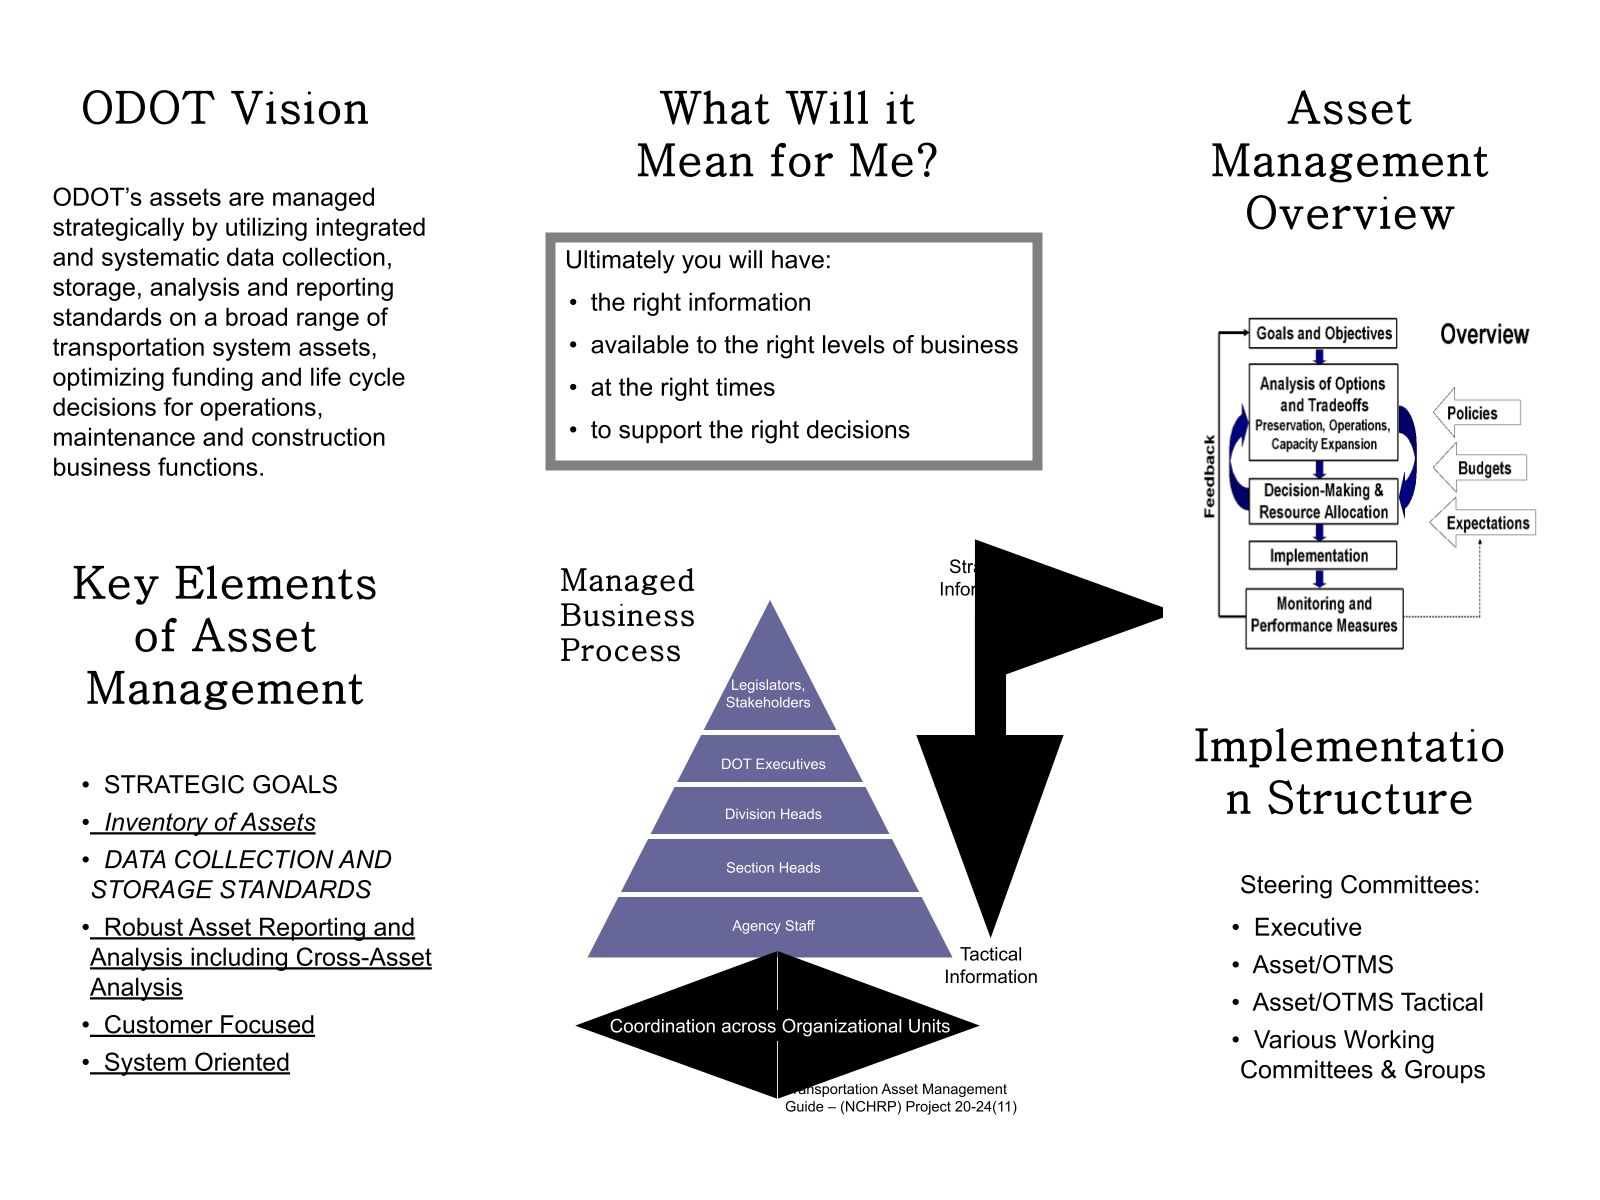 ODOT Vision
ODOT’s assets are managed
strategically by utilizing integrated
and systematic data collection,
storage, analysis and reporting
standards on a broad range of
transportation system assets,
optimizing funding and life cycle
decisions for operations,
maintenance and construction
business functions.
Key Elements
of Asset
Management
• STRATEGIC GOALS
• Inventory of Assets
• DATA COLLECTION AND
STORAGE STANDARDS
• Robust Asset Reporting and
Analysis including Cross-Asset
Analysis
• Customer Focused
• System Oriented
What Will it
Mean for Me?
Ultimately you will have:
• the right information
• available to the right levels of business
• at the right times
• to support the right decisions
Managed
Business
Process
Legislators,
Stakeholders
DOT Executives
Division Heads
Section Heads
Agency Staff
Tactical
Information
Coordination across Organizational Units
Asset Management
Guide – (NCHRP) Project 20-24(11)
Asset
Management
Overview
Overview
Goals and Objectives
Analysis of Options
and Tradeoffs
Preservation, Operations,
Capacity Expansion
Decision-Making &
Resource Allocation
Implementation
Monitoring and
Performance Measures
Feedback
Policies
Budgets
Expectations
Implementatio
n Structure
Steering Committees:
• Executive
• Asset/OTMS
• Asset/OTMS Tactical
• Various Working
Committees & Groups